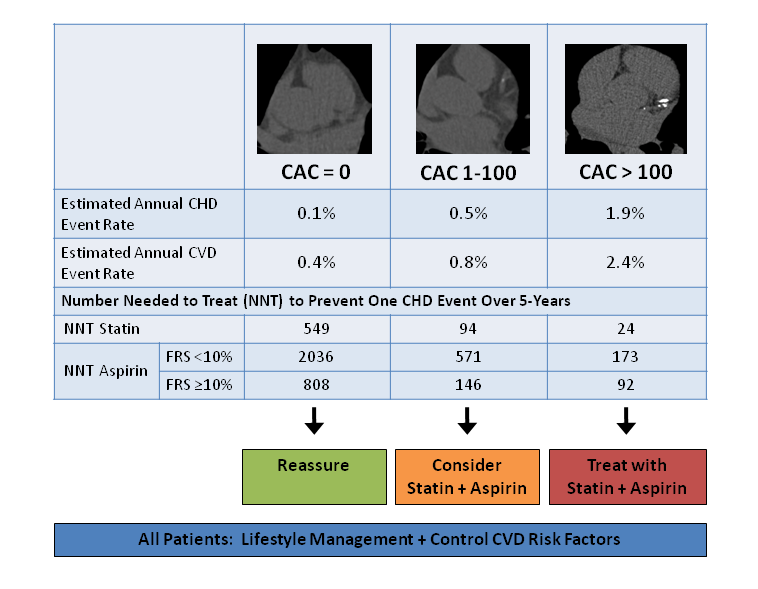 CAC = 0 CAC 1-100 CAC > 100
Estimated Annual CHD
Event Rate 0.1% 0.5% 1.9%
Estimated Annual CVD
Event Rate 0.4% 0.8% 2.4%
Number Needed to Treat (NNT) to Prevent One CHD Event Over 5-Years
NNT Statin 549 94 24
NNT Aspirin
FRS <10% 2036 571 173
FRS ≥10% 808 146 92
Reassure
Consider
Statin + Aspirin
Treat with
Statin + Aspirin
All Patients: Lifestyle Management + Control CVD Risk Factors